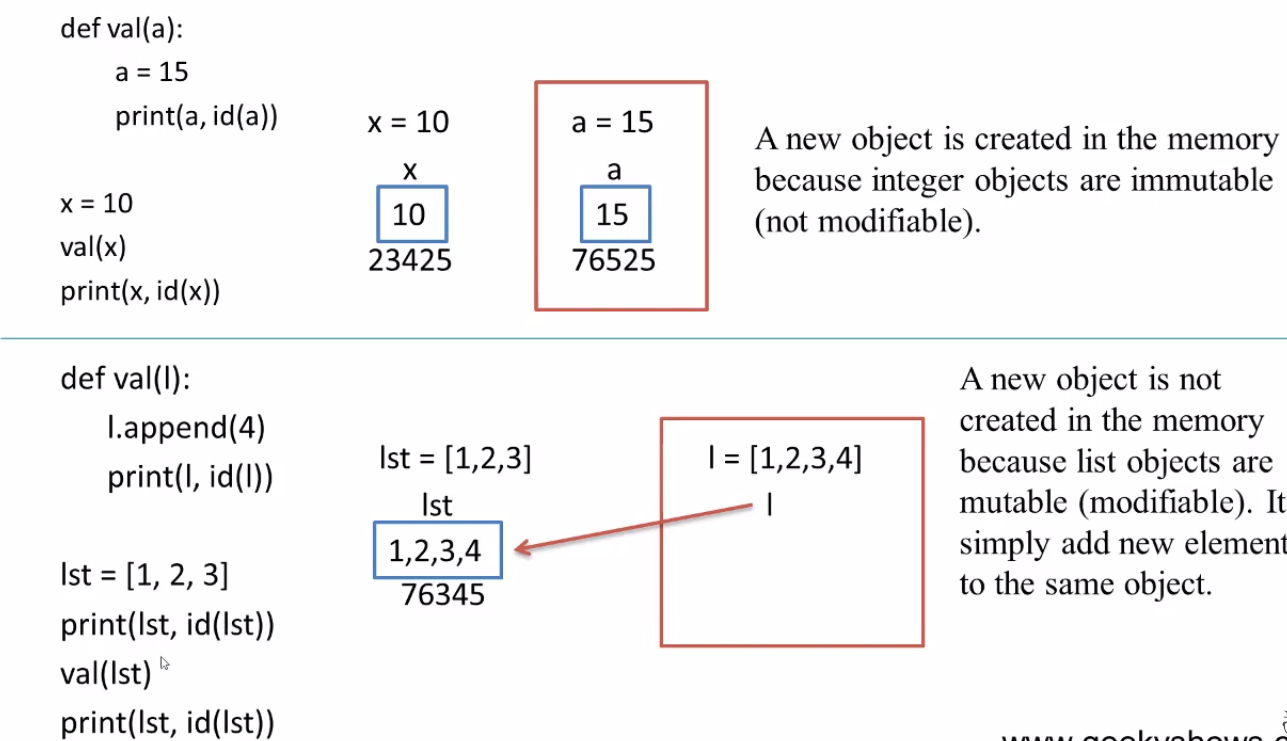 def val(a):
a = 15
print(a, id(a))
x = 10
val(x)
print(x, id(x))
x = 10
x
10
23425
a = 15
a
15
76525
A new object is created in the memory
because integer objects are immutable
(not modifiable).
def val(l):
l.append(4)
print(l, id(l))
lst = [1, 2, 3]
print(lst, id(lst))
val(lst)
print(lst, id(lst))
lst = [1,2,3]
lst
1,2,3,4
76345
l = [1,2,3,4]
l
A new object is not
created in the memory
because list objects are
mutable (modifiable). It
simply add new element
to the same object.